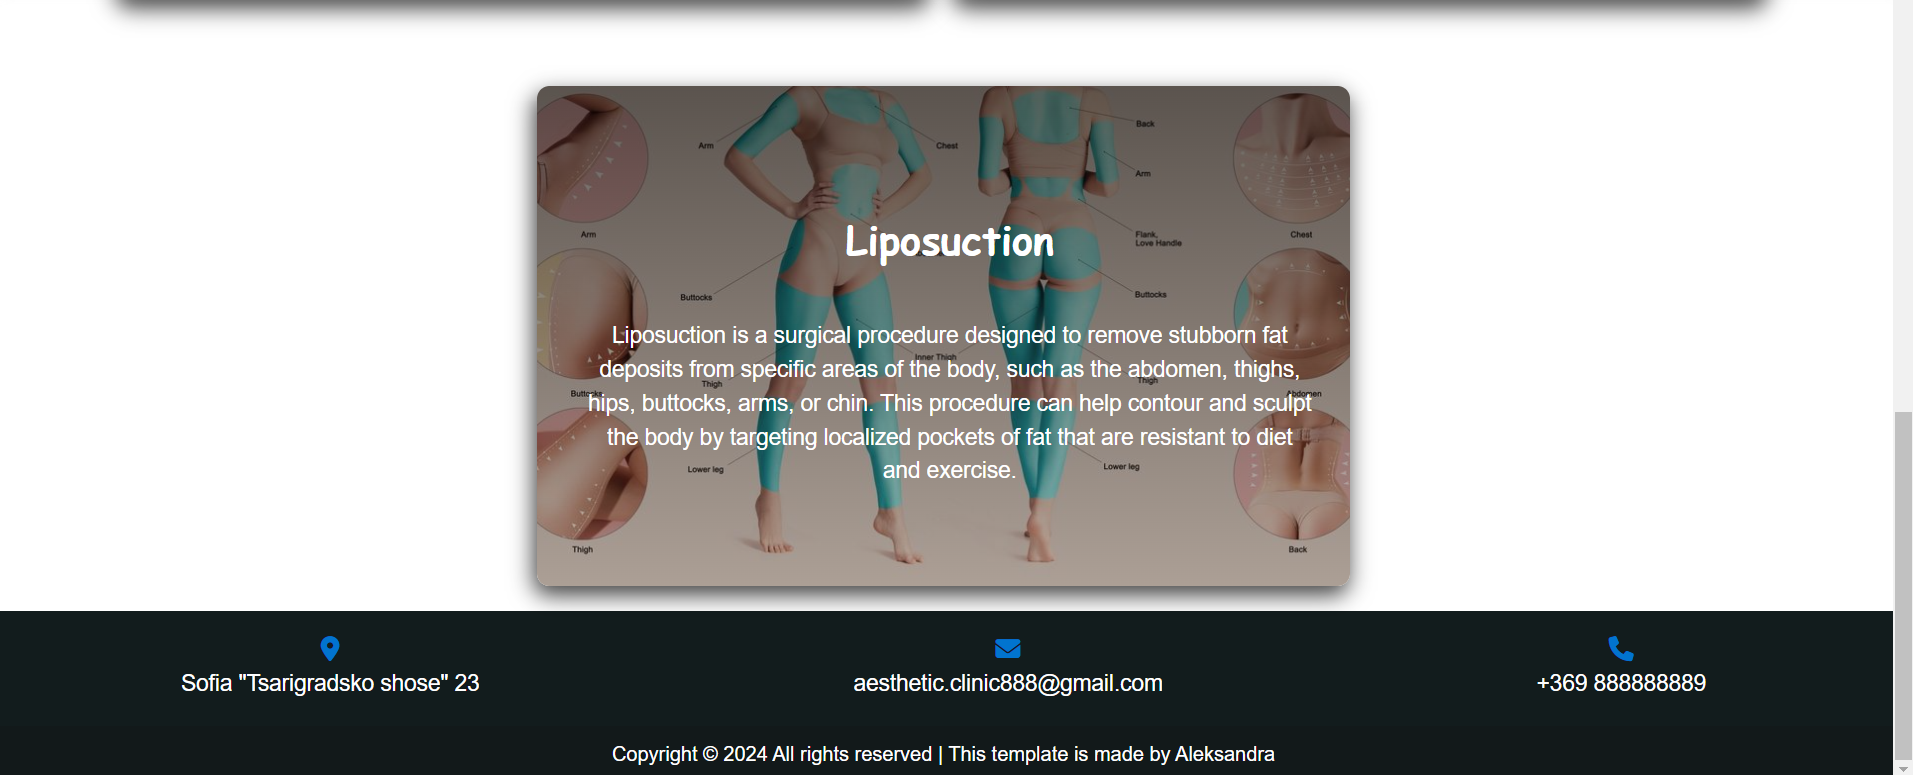 Arm
Chest
Back
Arm
Arm
Flank,
Love Handle
Chest
Liposuction
Buttocks
Buttocks
Liposuction is a surgical procedure designed to remove stubborn fat
Inner Thigh
deposits from specific areas of the body, such as the abdomen, thighs,
Thigh
Thigh
Buttocks
Abdomen
hips, buttocks, arms, or chin. This procedure can help contour and sculpt
the body by targeting localized pockets of fat that are resistant to diet
Lower leg
Lower leg
and exercise.
Thigh
Back
Sofia "Tsarigradsko shose" 23
aesthetic.clinic888@gmail.com
+369 888888889
Copyright © 2024 All rights reserved | This template is made by Aleksandra